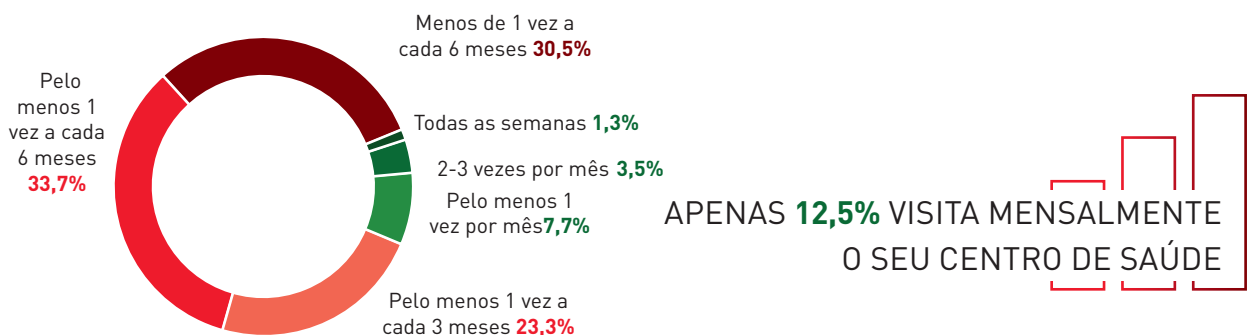 Menos de 1 vez a
cada 6 meses 30,5%
Pelo
menos 1
vez a cada
6 meses
33,7%
Todas as semanas 1,3%
2-3 vezes por mês 3,5%
Pelo menos 1
vez por mês7,7%
Pelo menos 1 vez a
cada 3 meses 23,3%
APENAS 12,5% VISITA MENSALMENTE
O SEU CENTRO DE SAÚDE